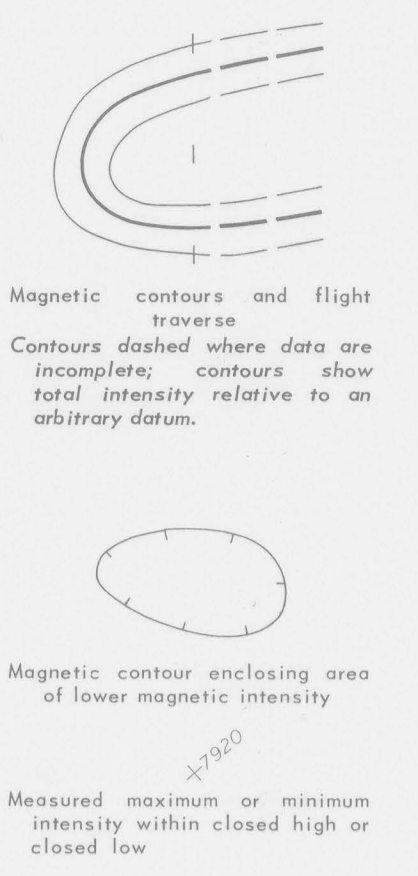 Magnetic contours and flight
traverse
Contours dashed where data are
incomplete; contours show
total intensity relative to an
arbitrary datum.
Magnetic contour enclosing area
of lower magnetic intensity
+7920
Measured maximum or minimum
intensity within closed high or
closed low